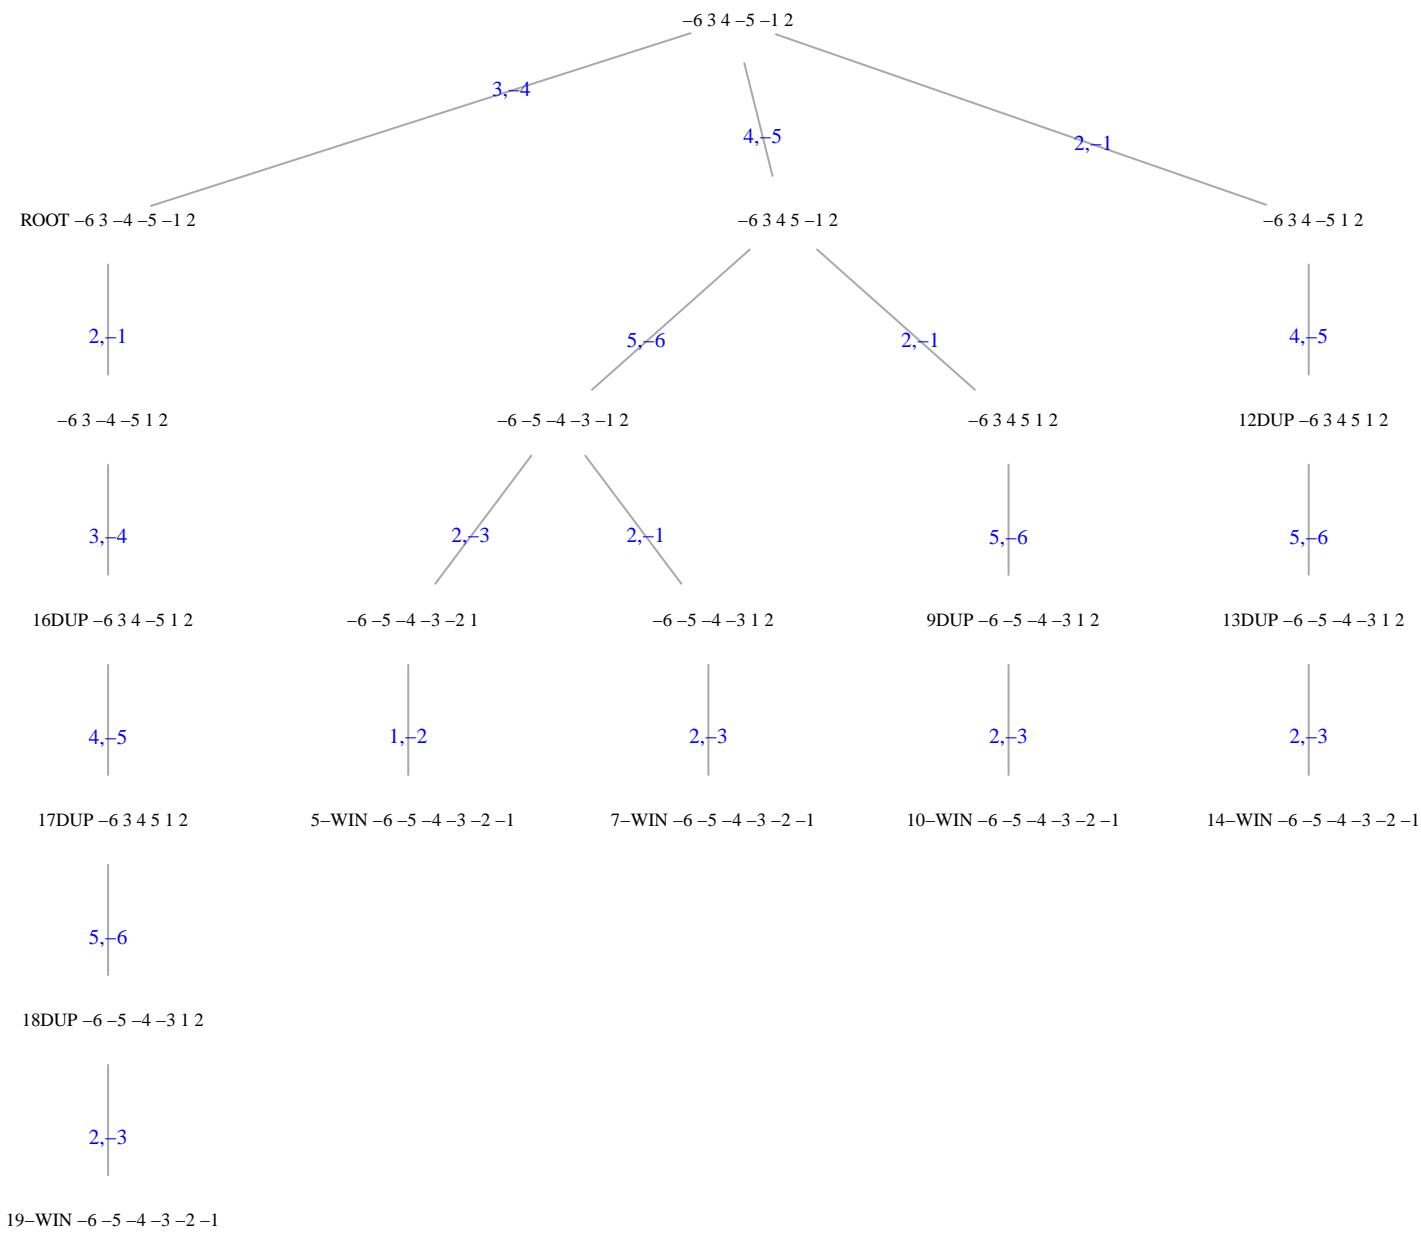 −6 3 4 −5 −1 2
3,−4
4,−5
2,−1
ROOT −6 3 −4 −5 −1 2
−6 3 4 5 −1 2
−6 3 4 −5 1 2
2,−1
5,−6
2,−1
4,−5
−6 3 −4 −5 1 2
−6 −5 −4 −3 −1 2
−6 3 4 5 1 2
12DUP −6 3 4 5 1 2
3,−4
2,−3
2,−1
5,−6
5,−6
16DUP −6 3 4 −5 1 2
−6 −5 −4 −3 −2 1
−6 −5 −4 −3 1 2
9DUP −6 −5 −4 −3 1 2
13DUP −6 −5 −4 −3 1 2
4,−5
1,−2
2,−3
2,−3
2,−3
17DUP −6 3 4 5 1 2
5−WIN −6 −5 −4 −3 −2 −1
7−WIN −6 −5 −4 −3 −2 −1
10−WIN −6 −5 −4 −3 −2 −1
14−WIN −6 −5 −4 −3 −2 −1
5,−6
18DUP −6 −5 −4 −3 1 2
2,−3
19−WIN −6 −5 −4 −3 −2 −1